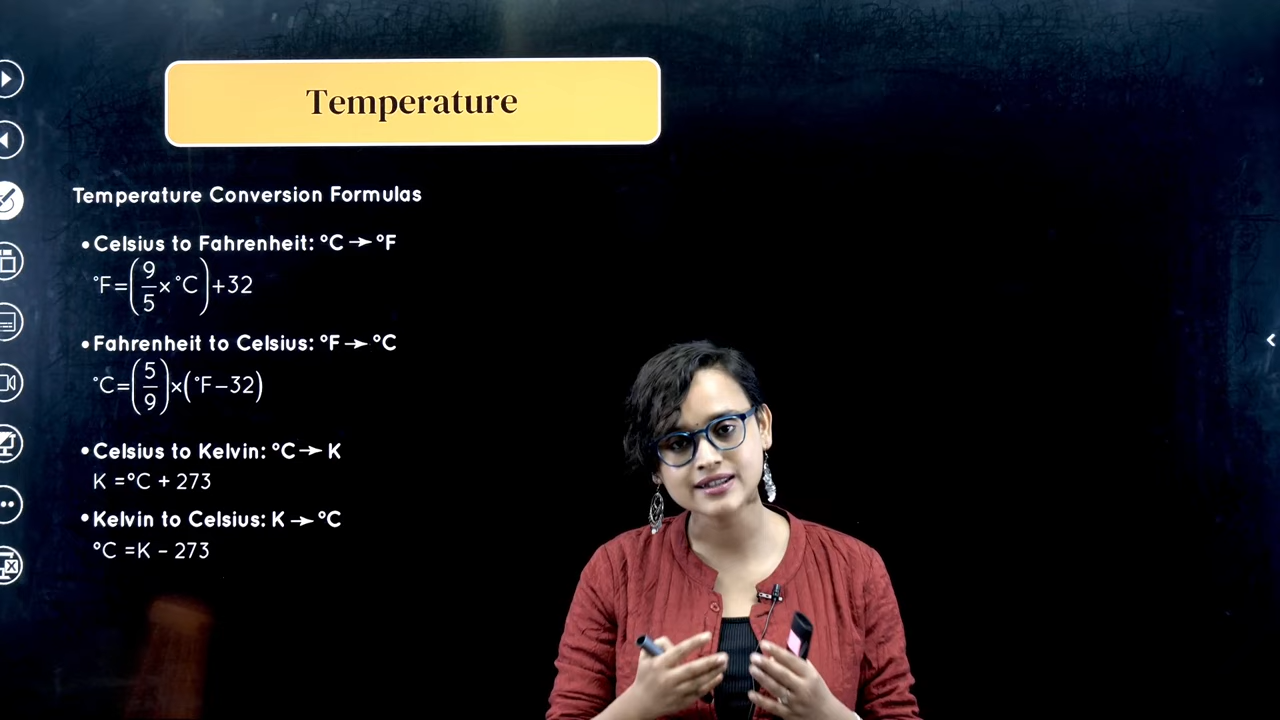 Temperature
Temperature Conversion Formulas
•Celsius to Fahrenheit: °C → °F
°F=(9/5 × °C)+32
•Fahrenheit to Celsius: °F → °C
°C=(5/9)×(°F−32)
•Celsius to Kelvin: °C → K
K =°C + 273
•Kelvin to Celsius: K → °C
°C =K − 273